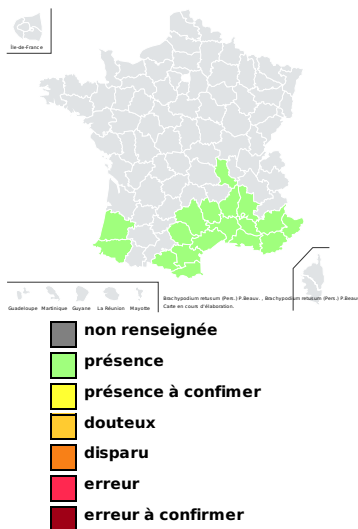 Île-de-France
Guadeloupe Martinique Guyane La Réunion Mayotte
Brachypodium retusum (Pers.) P.Beauv. , Brachypodium retusum (Pers.) P.Beauv
Carte en cours d'élaboration.
non renseignée
présence
présence à confimer
douteux
disparu
erreur
erreur à confirmer